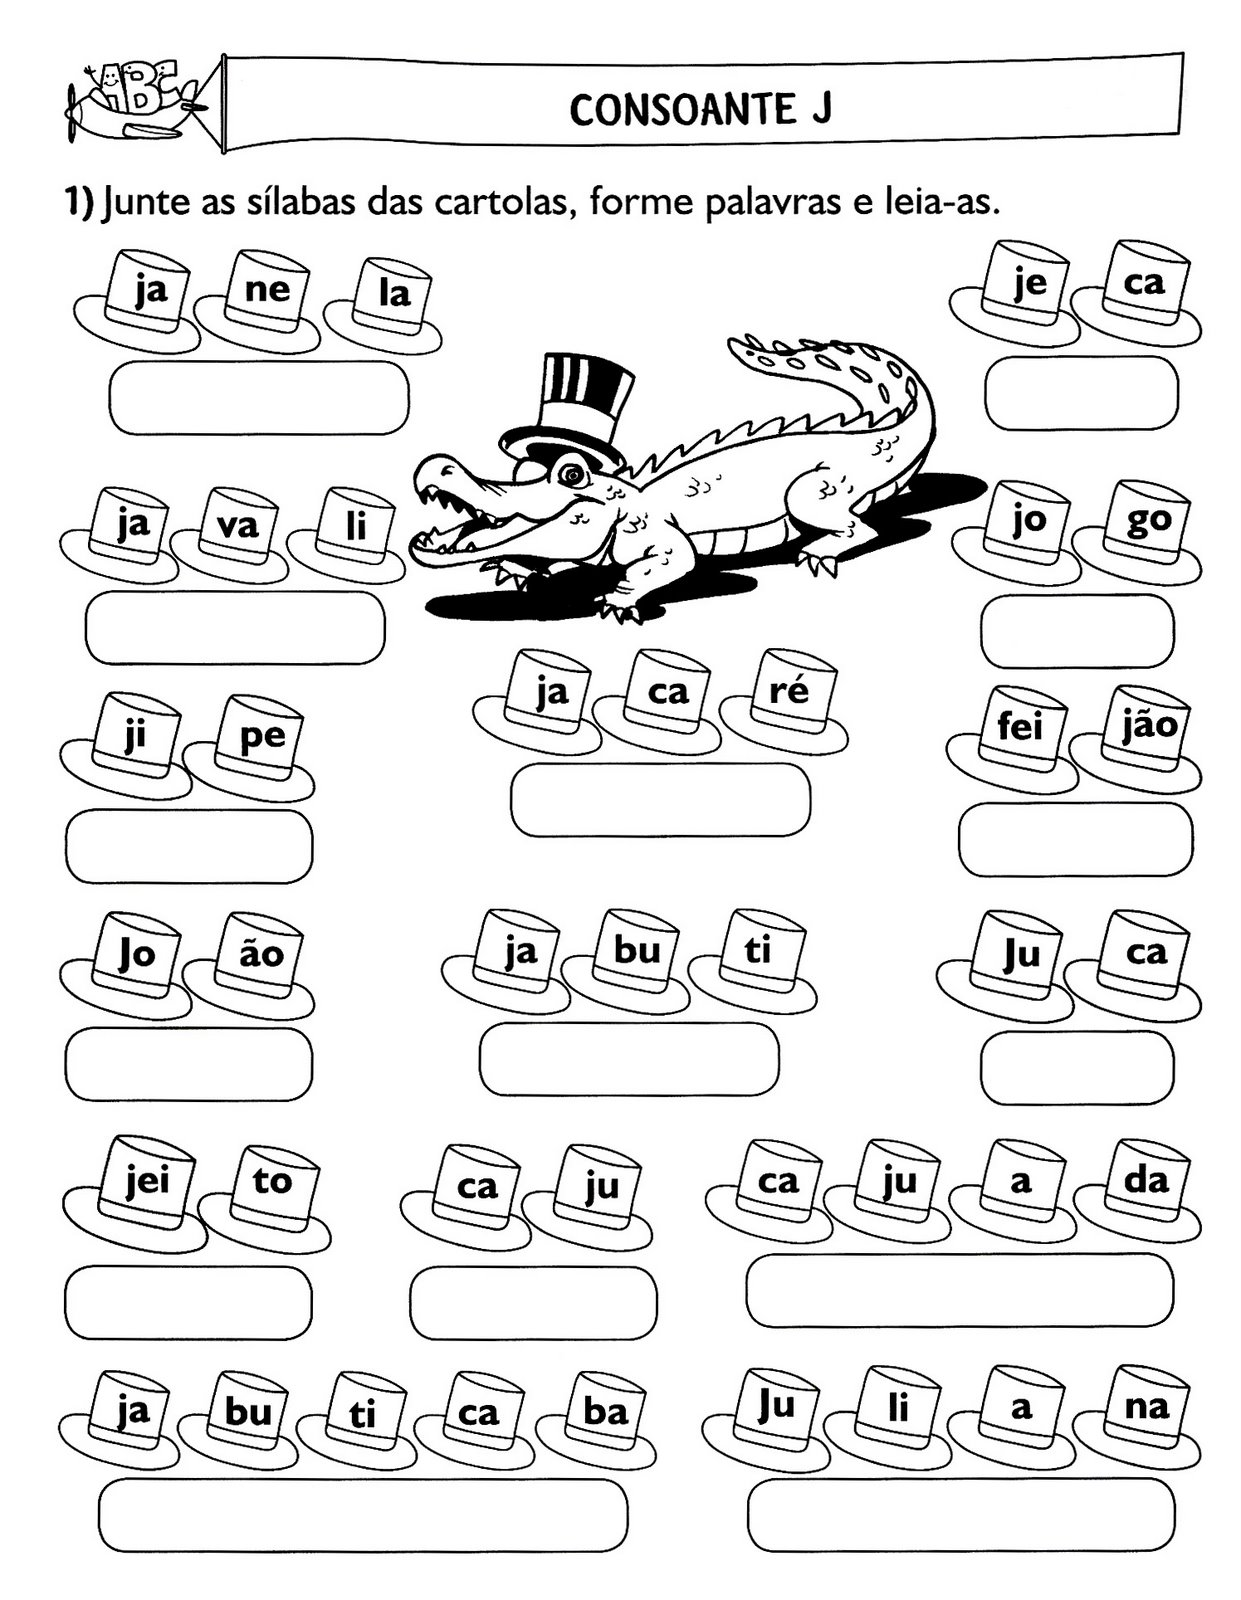 ABC
CONSOANTE J
1) Junte as sílabas das cartolas, forme palavras e leia-as.
ja ne la
je ca
ja va li
jo go
ji pe
ja ca ré
fei jão
Jo ão
ja bu ti
Ju ca
jei to
ca ju
ca ju a da
ja bu ti ca ba
Ju li a na